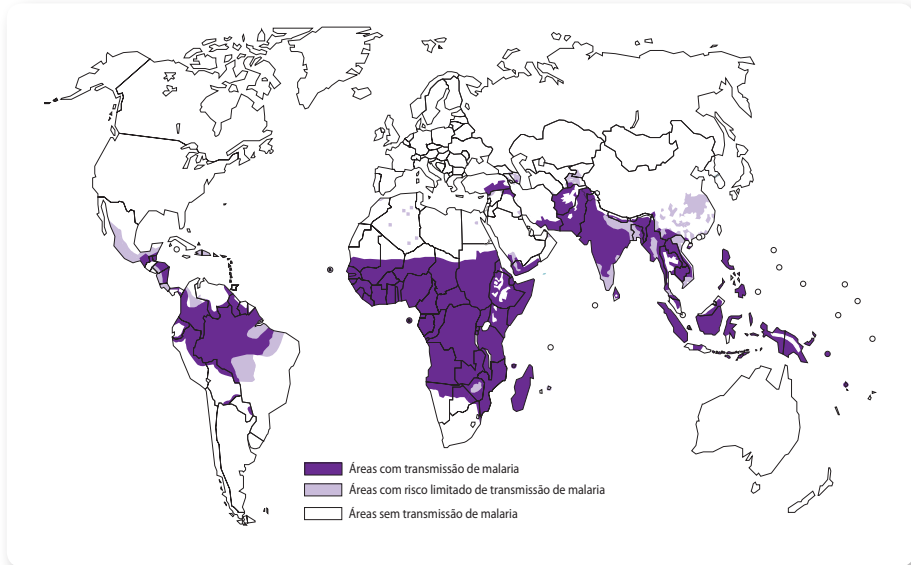 Áreas com transmissão de malaria
Áreas com risco limitado de transmissão de malaria
Áreas sem transmissão de malaria